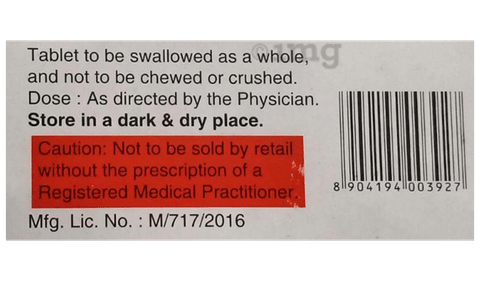 Tablet to be swallowed as a whole,
and not to be chewed or crushed.
Dose : As directed by the Physician.
Store in a dark & dry place.
Caution: Not to be sold by retail
without the prescription of a
Registered Medical Practitioner.
Mfg. Lic. No. : M/717/2016
8 904194 003927
1mg